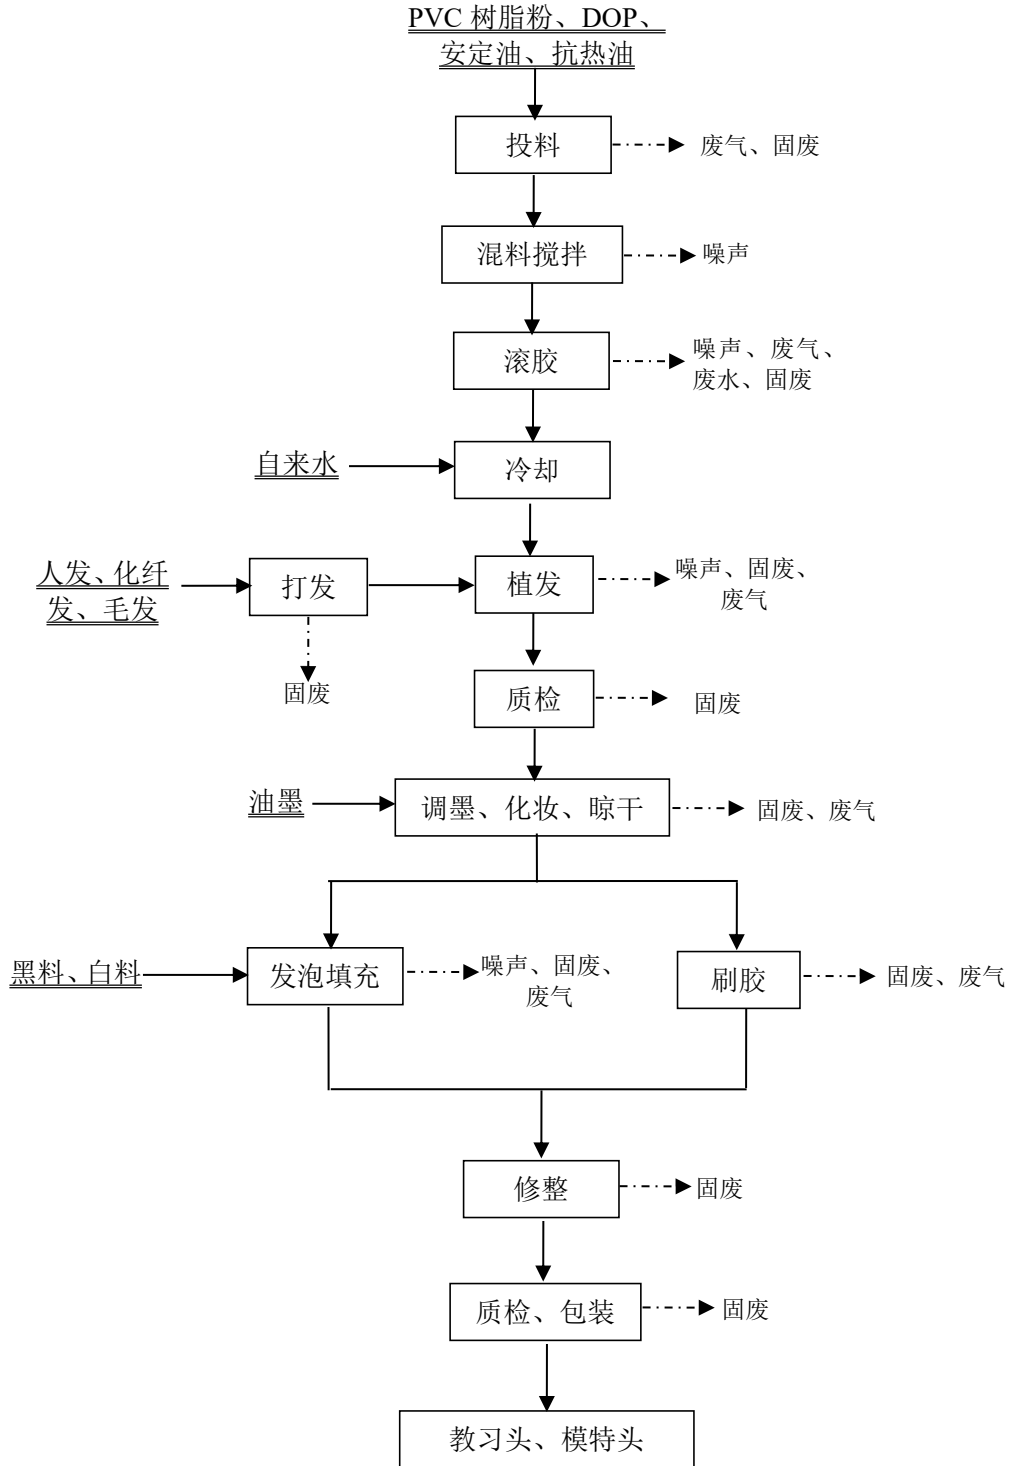 PVC 树脂粉、DOP、
安定油、抗热油
投料
废气、固废
混料搅拌
噪声
滚胶
噪声、废气、
废水、固废
自来水
冷却
人发、化纤
发、毛发
打发
植发
噪声、固废、
废气
固废
质检
固废
油墨
调墨、化妆、晾干
固废、废气
黑料、白料
发泡填充
噪声、固废、
废气
刷胶
固废、废气
修整
固废
质检、包装
固废
教习头、模特头